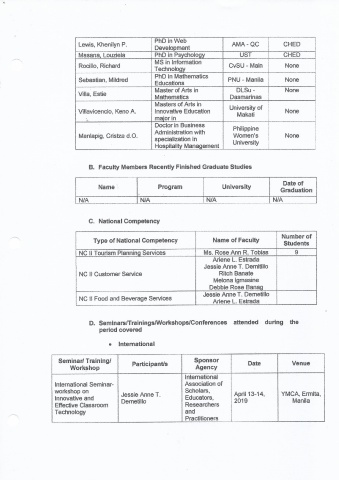 Lewis, Khenilyn P. PhD in Web Development AMA - QC CHED
Masana, Louziela PhD in Psychology UST CHED
Rocillo, Richard MS in Information Technology CvSU - Main None
Sebastian, Mildred PhD in Mathematics Educations PNU - Manila None
Villa, Estie Master of Arts in Mathematics DLSu - Dasmarinas None
Villavicencio, Keno A. Masters of Arts in Innovative Education major in University of Makati None
Manlapig, Cristza d.O. Doctor in Business Administration with specialization in Hospitality Management Philippine Women's University None
B. Faculty Members Recently Finished Graduate Studies
Name Program University Date of Graduation
N/A N/A N/A N/A
C. National Competency
Type of National Competency Name of Faculty Number of Students
NC II Tourism Planning Services Ms. Rose Ann R. Tobias 9
NC II Customer Service
Arlene L. Estrada
Jessie Anne T. Demetillo
Ritch Banate
Melona Igmasine
Debbie Rose Banag
NC II Food and Beverage Services
Jessie Anne T. Demetillo
Arlene L. Estrada
D. Seminars/Trainings/Workshops/Conferences attended during the
period covered
• International
Seminar/ Training/ Workshop Participant/s Sponsor Agency Date Venue
International Seminar-workshop on Innovative and Effective Classroom Technology Jessie Anne T. Demetillo International Association of Scholars, Educators, Researchers and Practitioners April 13-14, 2019 YMCA, Ermita, Manila